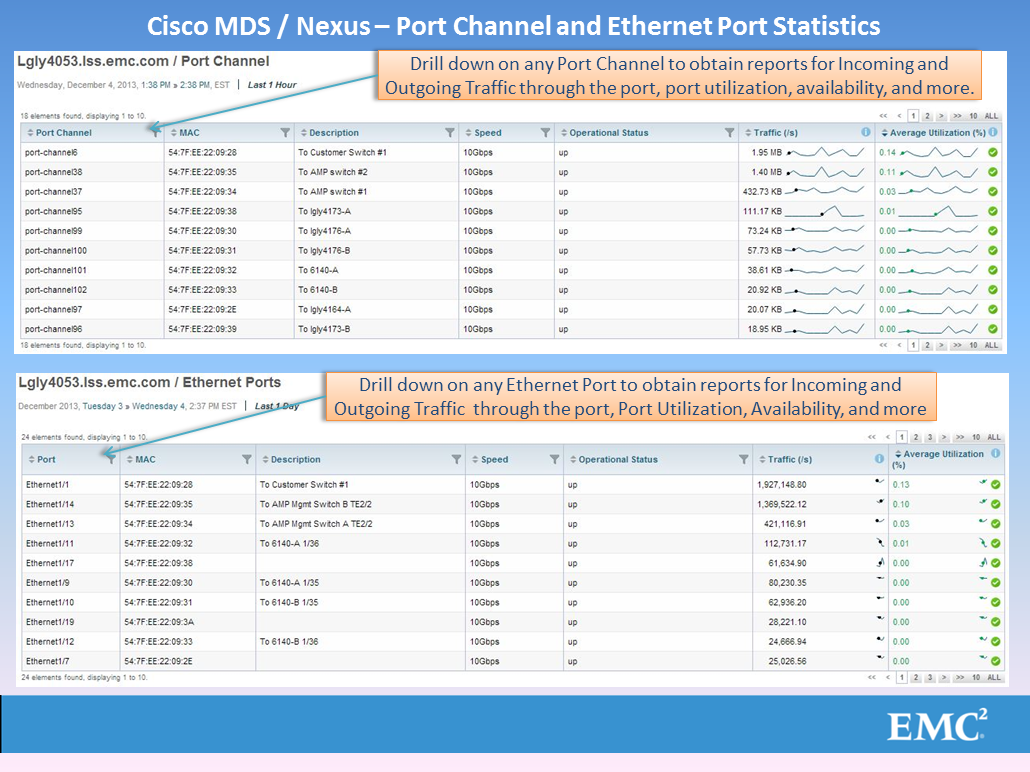 Cisco MDS / Nexus – Port Channel and Ethernet Port Statistics
Lgly4053.lss.emc.com / Port Channel
Drill down on any Port Channel to obtain reports for Incoming and
Outgoing Traffic through the port, port utilization, availability, and more.
Wednesday, December 4, 2013, 1:38 PM » 2:38 PM, EST | Last 1 Hour
18 elements found, displaying 1 to 10. << < 1 2 > >> 10 ALL
Port Channel MAC Description Speed Operational Status Traffic (/s) Average Utilization (%)
port-channel6 54:7F:EE:22:09:28 To Customer Switch #1 10Gbps up 1.95 MB 0.14
port-channel38 54:7F:EE:22:09:35 To AMP switch #2 10Gbps up 1.40 MB 0.11
port-channel37 54:7F:EE:22:09:34 To AMP switch #1 10Gbps up 432.73 KB 0.03
port-channel95 54:7F:EE:22:09:38 To lgly4173-A 10Gbps up 111.17 KB 0.01
port-channel99 54:7F:EE:22:09:30 To lgly4176-A 10Gbps up 73.24 KB 0.00
port-channel100 54:7F:EE:22:09:31 To lgly4176-B 10Gbps up 57.73 KB 0.00
port-channel101 54:7F:EE:22:09:32 To 6140-A 10Gbps up 38.61 KB 0.00
port-channel102 54:7F:EE:22:09:33 To 6140-B 10Gbps up 20.92 KB 0.00
port-channel97 54:7F:EE:22:09:2E To lgly4164-A 10Gbps up 20.07 KB 0.00
port-channel96 54:7F:EE:22:09:39 To lgly4173-B 10Gbps up 18.95 KB 0.00
18 elements found, displaying 1 to 10. << < 1 2 > >> 10 ALL
Lgly4053.lss.emc.com / Ethernet Ports
Drill down on any Ethernet Port to obtain reports for Incoming and
Outgoing Traffic through the port, Port Utilization, Availability, and more
December 2013, Tuesday 3 » Wednesday 4, 2:37 PM EST | Last 1 Day
24 elements found, displaying 1 to 10. << < 1 2 3 > >> 10 ALL
Port MAC Description Speed Operational Status Traffic (/s) Average Utilization
(%)
Ethernet1/1 54:7F:EE:22:09:28 To Customer Switch #1 10Gbps up 1,927,148.80 0.13
Ethernet1/14 54:7F:EE:22:09:35 To AMP Mgmt Switch B TE2/2 10Gbps up 1,369,522.12 0.10
Ethernet1/13 54:7F:EE:22:09:34 To AMP Mgmt Switch A TE2/2 10Gbps up 421,116.91 0.03
Ethernet1/11 54:7F:EE:22:09:32 To 6140-A 1/36 10Gbps up 112,731.17 0.01
Ethernet1/17 54:7F:EE:22:09:38 10Gbps up 61,634.90 0.00
Ethernet1/9 54:7F:EE:22:09:30 To 6140-A 1/35 10Gbps up 80,230.35 0.00
Ethernet1/10 54:7F:EE:22:09:31 To 6140-B 1/35 10Gbps up 62,936.20 0.00
Ethernet1/19 54:7F:EE:22:09:3A 10Gbps up 28,221.10 0.00
Ethernet1/12 54:7F:EE:22:09:33 To 6140-B 1/36 10Gbps up 24,666.94 0.00
Ethernet1/7 54:7F:EE:22:09:2E 10Gbps up 25,026.56 0.00
24 elements found, displaying 1 to 10. << < 1 2 3 > >> 10 ALL
EMC²